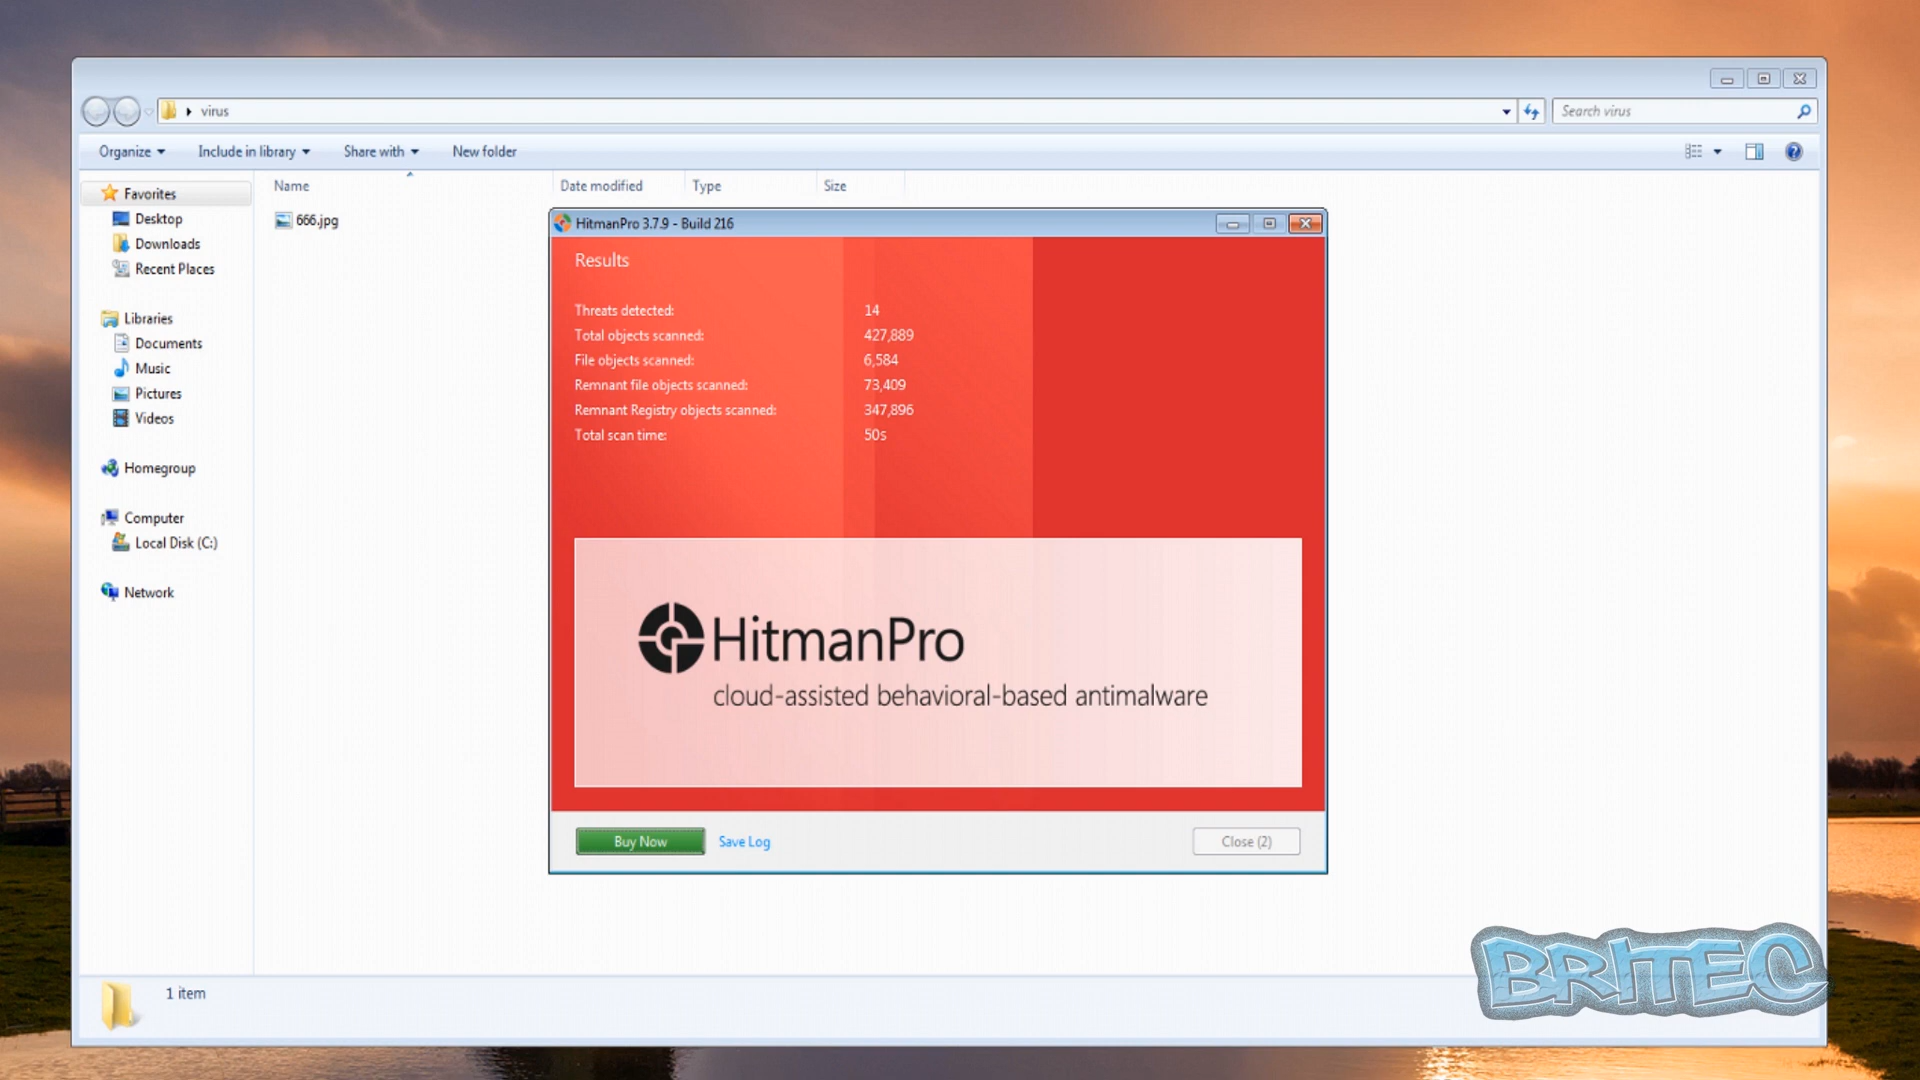 virus
Search virus
Organize
Include in library
Share with
New folder
Name
Date modified
Type
Size
Favorites
Desktop
Downloads
Recent Places
Libraries
Documents
Music
Pictures
Videos
Homegroup
Computer
Local Disk (C:)
Network
666.jpg
HitmanPro 3.7.9 - Build 216
Results
Threats detected: 14
Total objects scanned: 427,889
File objects scanned: 6,584
Remnant file objects scanned: 73,409
Remnant Registry objects scanned: 347,896
Total scan time: 50s
HitmanPro
cloud-assisted behavioral-based antimalware
Buy Now
Save Log
Close (2)
1 item
BRITEC